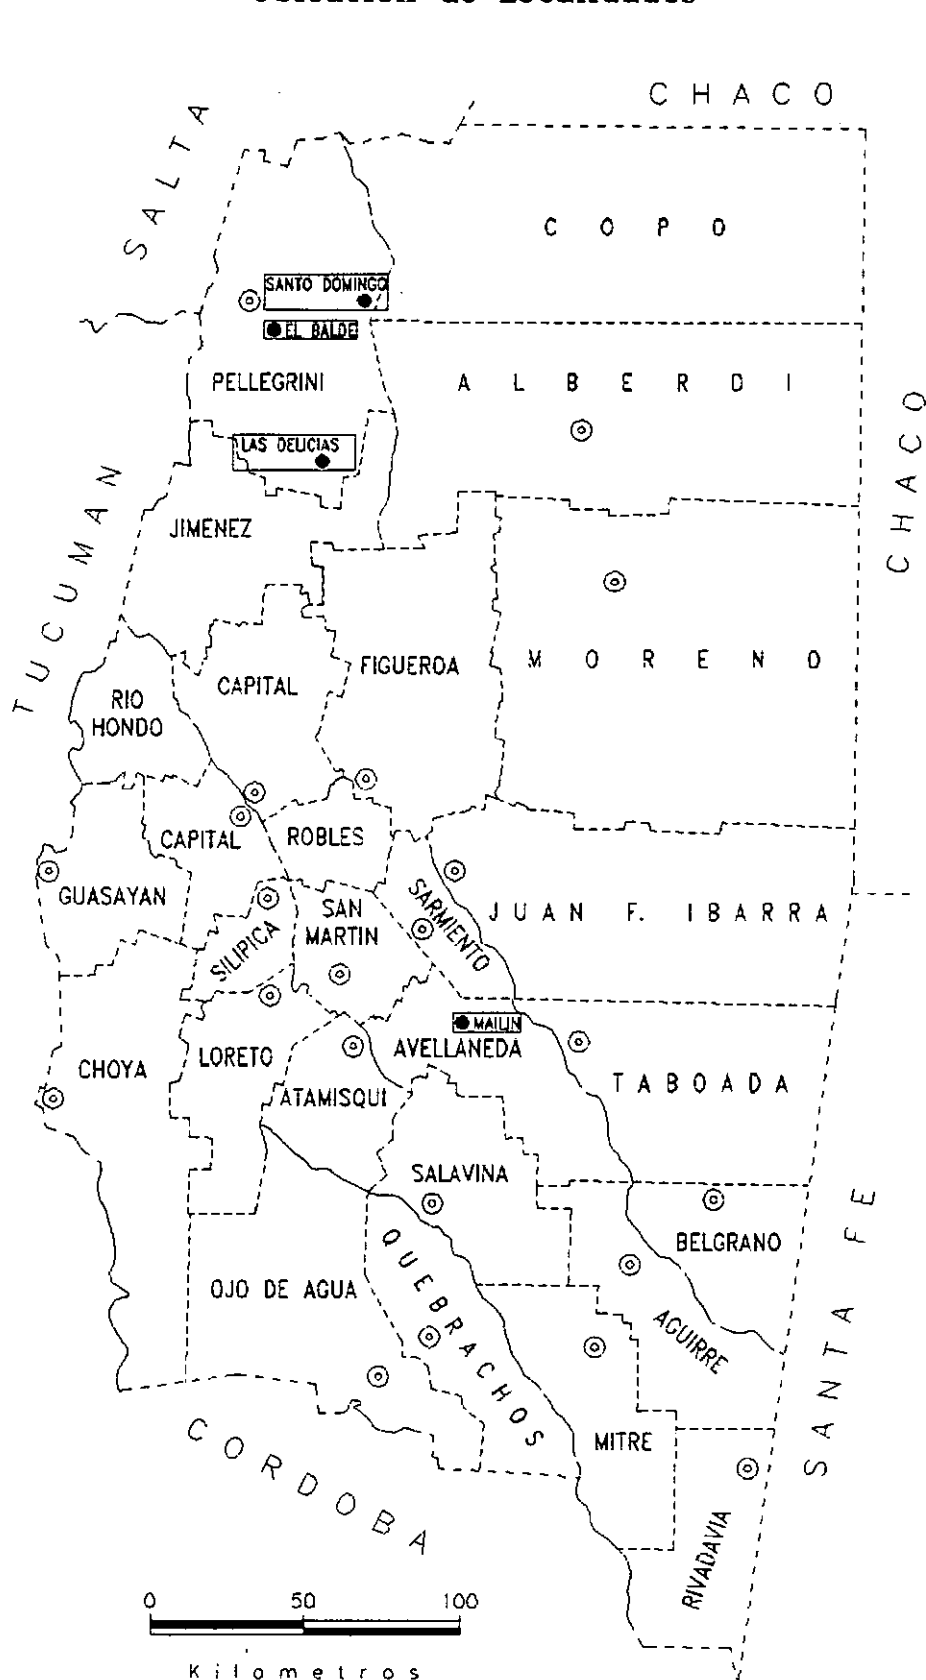 CHACO
SALTA
COPO
SANTO DOMINGO
EL BALDE
PELLEGRINI
ALBERDI
CHACO
LAS DELICIAS
TUCUMAN
JIMENEZ
FIGUEROA
MORENO
CAPITAL
RIO
HONDO
CAPITAL
ROBLES
GUASAYAN
SILIPICA
SAN
MARTIN
SARMIENTO
JUAN F. IBARRA
MAILIN
AVELLANEDA
LORETO
CHOYA
ATAMISQUI
TABOADA
SALAVINA
BELGRANO
SANTA FE
OJO DE AGUA
QUEBRACHOS
AGUIRRE
MITRE
CORDOBA
RIVADAVIA
0 50 100
Kilometros